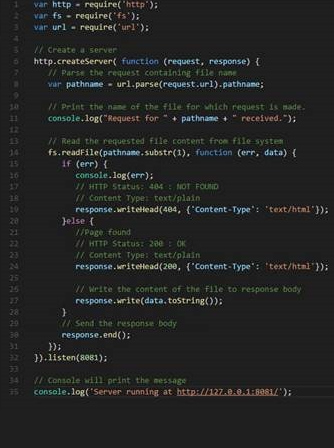 1 var http = require('http');
2 var fs = require('fs');
3 var url = require('url');
4
5 // Create a server
6 http.createServer( function (request, response) {
7 // Parse the request containing file name
8 var pathname = url.parse(request.url).pathname;
9
10 // Print the name of the file for which request is made.
11 console.log("Request for " + pathname + " received.");
12
13 // Read the requested file content from file system
14 fs.readFile(pathname.substr(1), function (err, data) {
15 if (err) {
16 console.log(err);
17 // HTTP Status: 404 : NOT FOUND
18 // Content Type: text/plain
19 response.writeHead(404, {'Content-Type': 'text/html'});
20 }else {
21 //Page found
22 // HTTP Status: 200 : OK
23 // Content Type: text/plain
24 response.writeHead(200, {'Content-Type': 'text/html'});
25
26 // Write the content of the file to response body
27 response.write(data.toString());
28 }
29 // Send the response body
30 response.end();
31 });
32 }).listen(8081);
33
34 // Console will print the message
35 console.log('Server running at http://127.0.0.1:8081/');